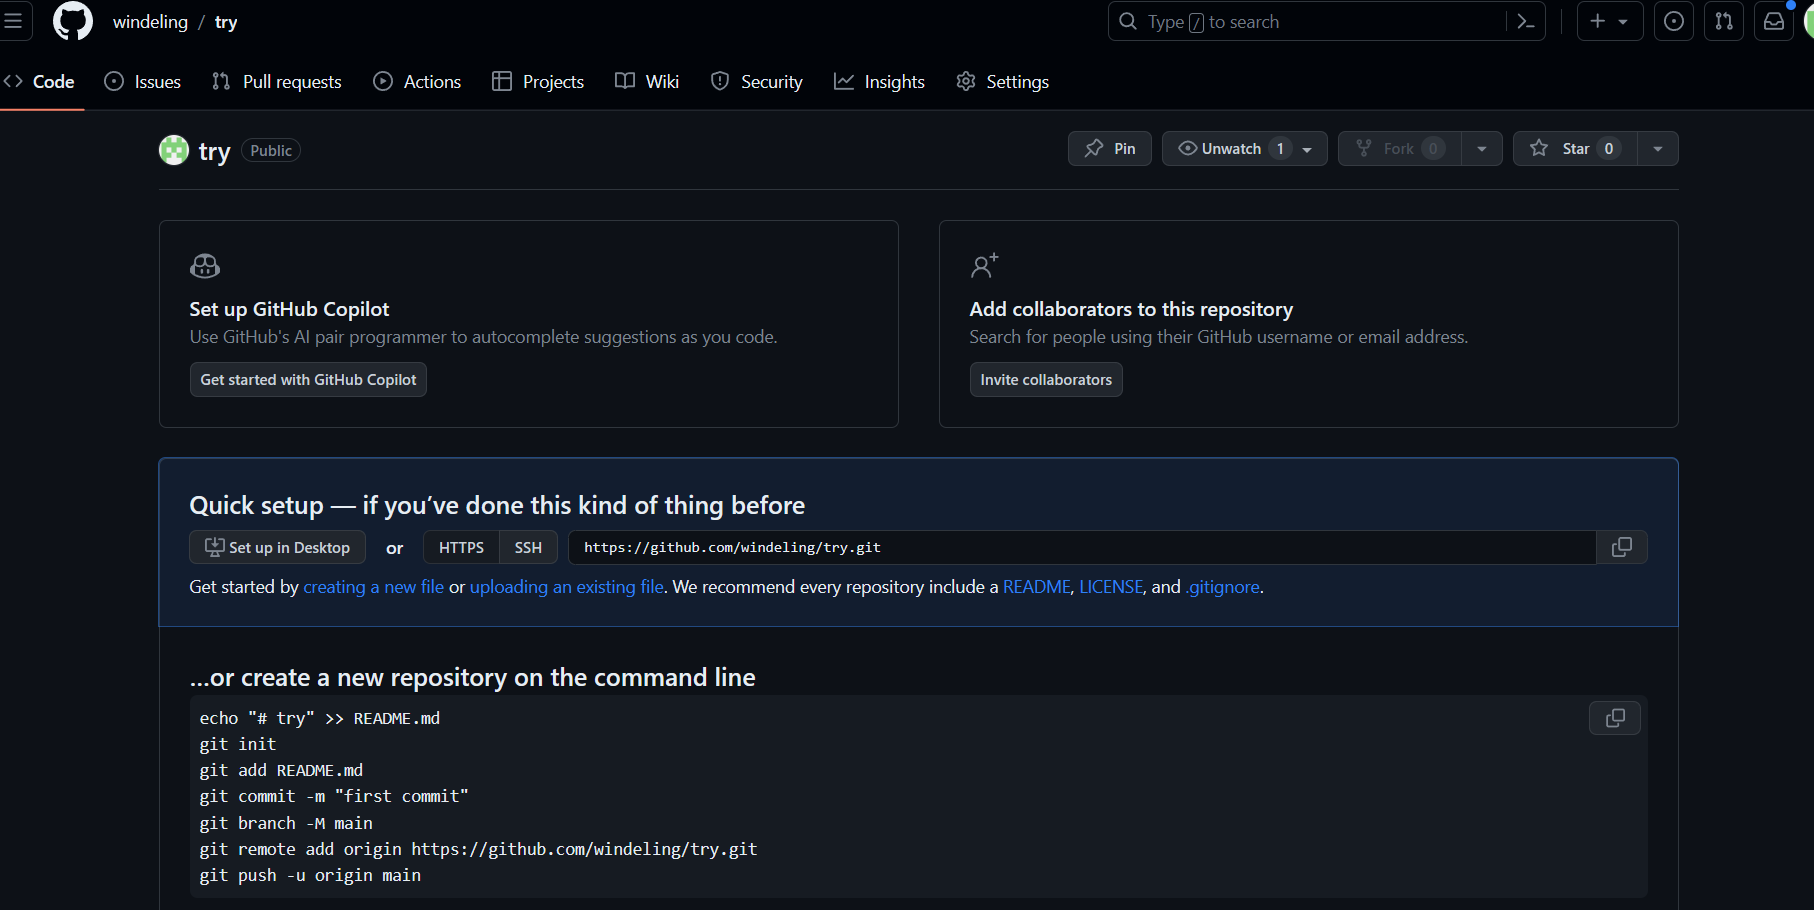 windeling / try
Type / to search
Code Issues Pull requests Actions Projects Wiki Security Insights Settings
try Public
Pin Unwatch 1 Fork 0 Star 0
Set up GitHub Copilot
Use GitHub's AI pair programmer to autocomplete suggestions as you code.
Get started with GitHub Copilot
Add collaborators to this repository
Search for people using their GitHub username or email address.
Invite collaborators
Quick setup — if you’ve done this kind of thing before
Set up in Desktop or HTTPS SSH https://github.com/windeling/try.git
Get started by creating a new file or uploading an existing file. We recommend every repository include a README, LICENSE, and .gitignore.
…or create a new repository on the command line
echo "# try" >> README.md
git init
git add README.md
git commit -m "first commit"
git branch -M main
git remote add origin https://github.com/windeling/try.git
git push -u origin main